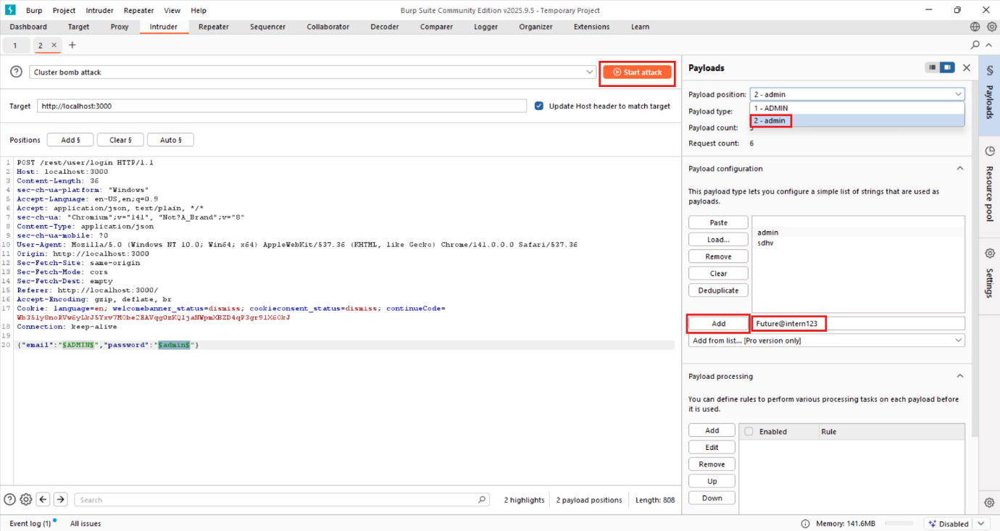 Burp Project Intruder Repeater View Help Burp Suite Community Edition v2025.9.5 - Temporary Project
Dashboard Target Proxy Intruder Repeater Sequencer Collaborator Decoder Comparer Logger Organizer Extensions Learn
1 2 × +
Cluster bomb attack
Start attack
Target http://localhost:3000 Update Host header to match target
Positions Add § Clear § Auto §
1 POST /rest/user/login HTTP/1.1
2 Host: localhost:3000
3 Content-Length: 36
4 sec-ch-ua-platform: "Windows"
5 Accept-Language: en-US,en;q=0.9
6 Accept: application/json, text/plain, */*
7 sec-ch-ua: "Chromium";v="141", "Not?A_Brand";v="8"
8 Content-Type: application/json
9 sec-ch-ua-mobile: ?0
10 User-Agent: Mozilla/5.0 (Windows NT 10.0; Win64; x64) AppleWebKit/537.36 (KHTML, like Gecko) Chrome/141.0.0.0 Safari/537.36
11 Origin: http://localhost:3000
12 Sec-Fetch-Site: same-origin
13 Sec-Fetch-Mode: cors
14 Sec-Fetch-Dest: empty
15 Referer: http://localhost:3000/
16 Accept-Encoding: gzip, deflate, br
17 Cookie: language=en; welcomebanner_status=dismiss; cookieconsent_status=dismiss; continueCode=
18 Connection: keep-alive
19
20 {"email":"§ADMIN§","password":"§admin§"}
Search
2 highlights 2 payload positions Length: 808
Event log (1) All issues
Memory: 141.6MB Disabled
Payloads
Payload position: 2 - admin
1 - ADMIN
2 - admin
Payload type:
Payload count:
Request count: 6
Payload configuration
This payload type lets you configure a simple list of strings that are used as
payloads.
Paste
Load...
Remove
Clear
Deduplicate
admin
sdhv
Add Future@intern123
Add from list... [Pro version only]
Payload processing
You can define rules to perform various processing tasks on each payload before
it is used.
Add
Edit
Remove
Up
Down
Enabled Rule
§ Payloads
Resource pool
Settings